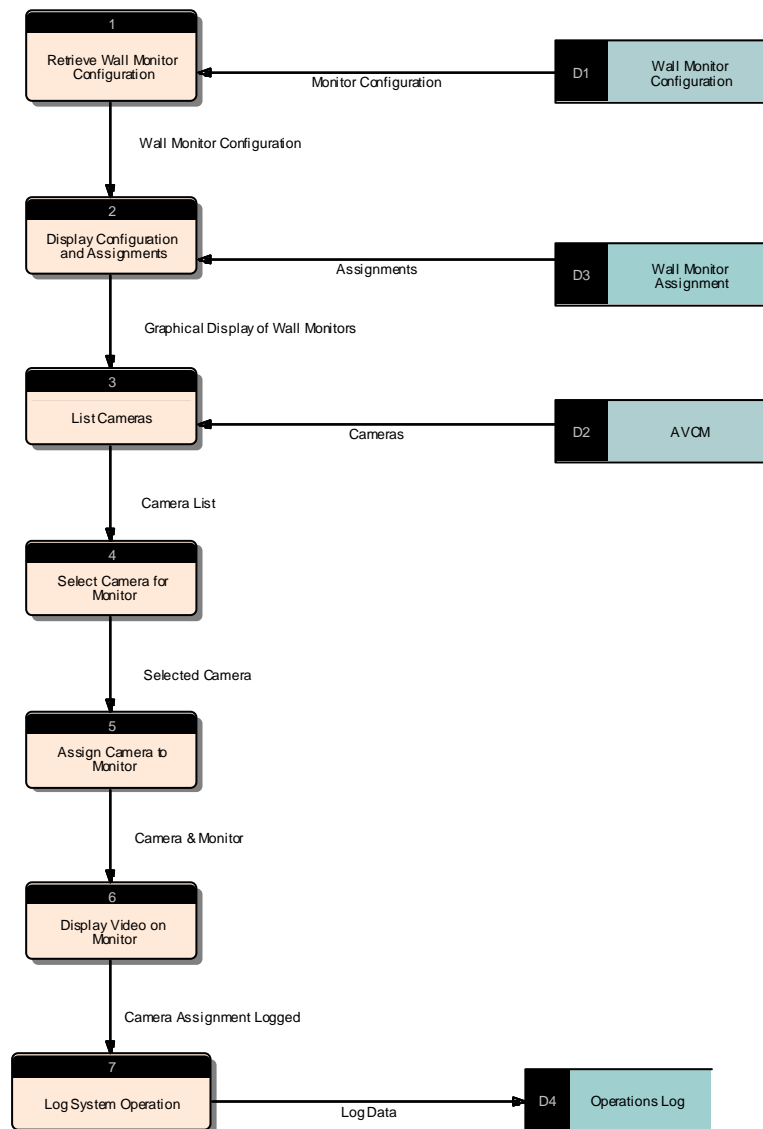 1
Retrieve Wall Monitor
Configuration
D1
Wall Monitor
Configuration
Monitor Configuration
Wall Monitor Configuration
2
Display Configuration
and Assignments
D3
Wall Monitor
Assignment
Assignments
Graphical Display of Wall Monitors
3
List Cameras
D2
AVCM
Cameras
Camera List
4
Select Camera for
Monitor
Selected Camera
5
Assign Camera to
Monitor
Camera & Monitor
6
Display Video on
Monitor
Camera Assignment Logged
7
Log System Operation
D4
Operations Log
Log Data